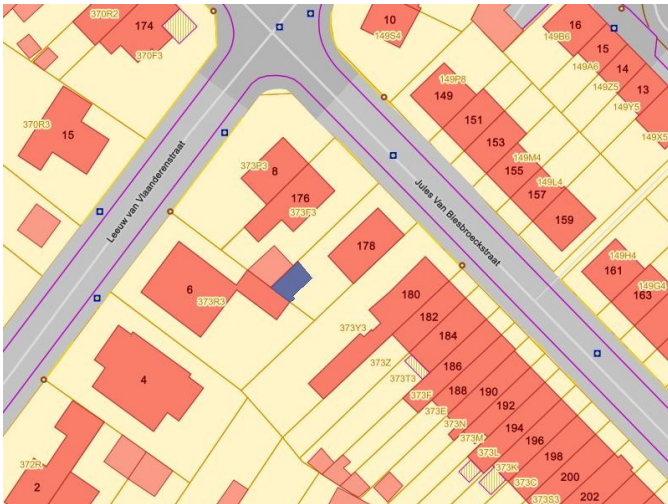 370R2
174
370F3
10
149S4
16
149B6
15
149A6
14
149Z5
13
149Y5
149X5
149P8
149
151
153
149M4
155
149L4
157
159
370R3
15
Leeuw van Vlaanderenstraat
Jules Van Biesbroeckstraat
373P3
8
176
373F3
178
149H4
161
149G4
163
6
373R3
180
182
184
373Y3
373Z
373T3
186
188
190
192
194
196
198
200
202
373F
373E
373N
373M
373L
373K
373C
373S3
4
372R
2